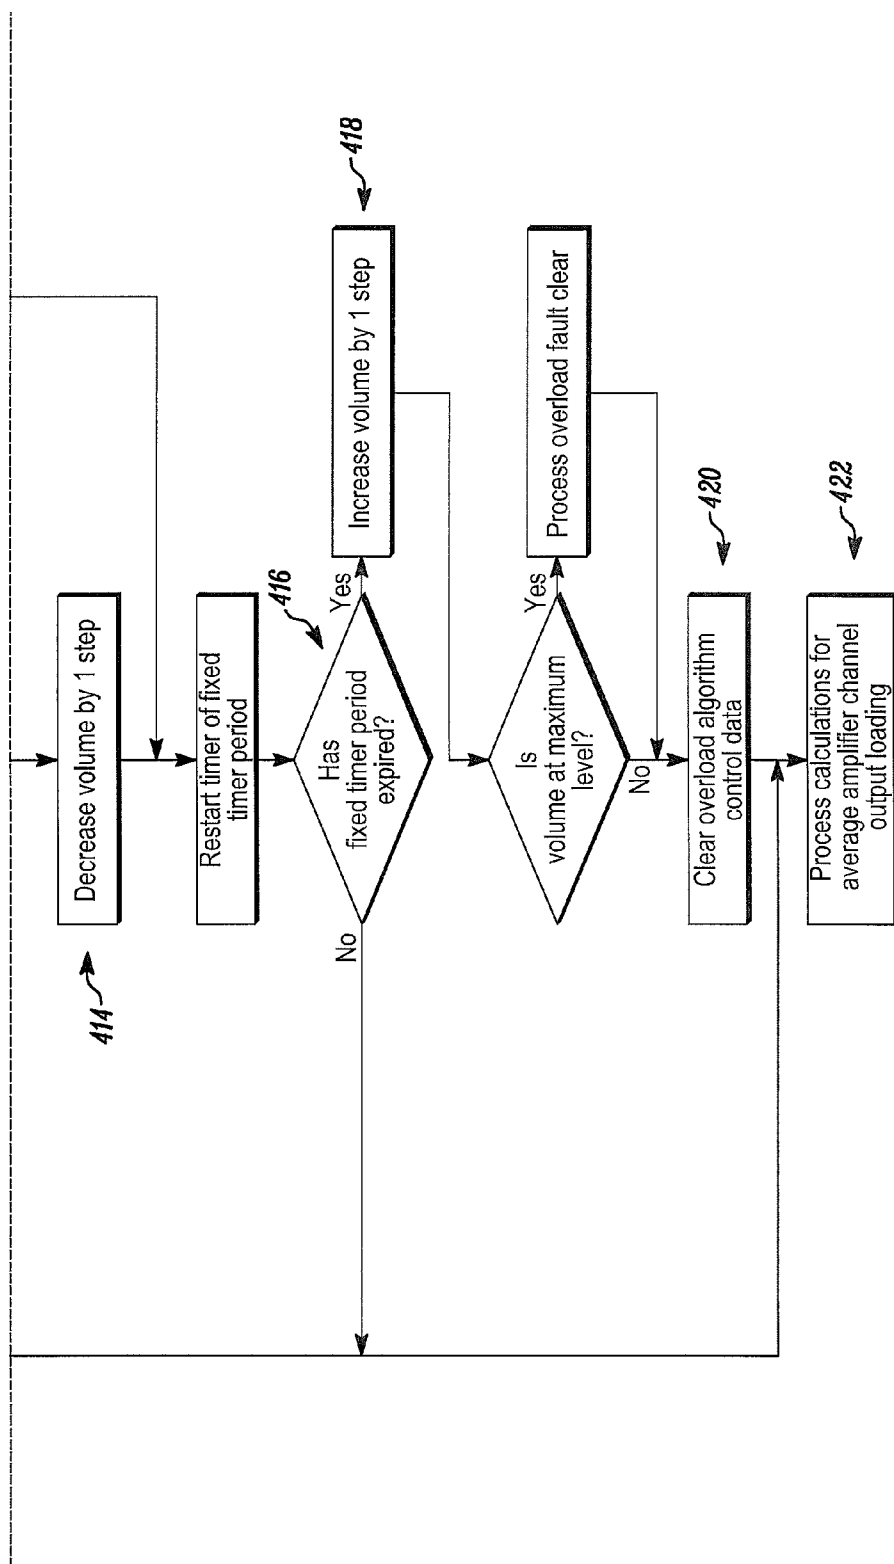 414
Decrease volume by 1 step
Restart timer of fixed
timer period
416
Has
fixed timer period
expired?
No
Yes
418
Increase volume by 1 step
Is
volume at maximum
level?
Yes
No
Process overload fault clear
420
Clear overload algorithm
control data
422
Process calculations for
average amplifier channel
output loading